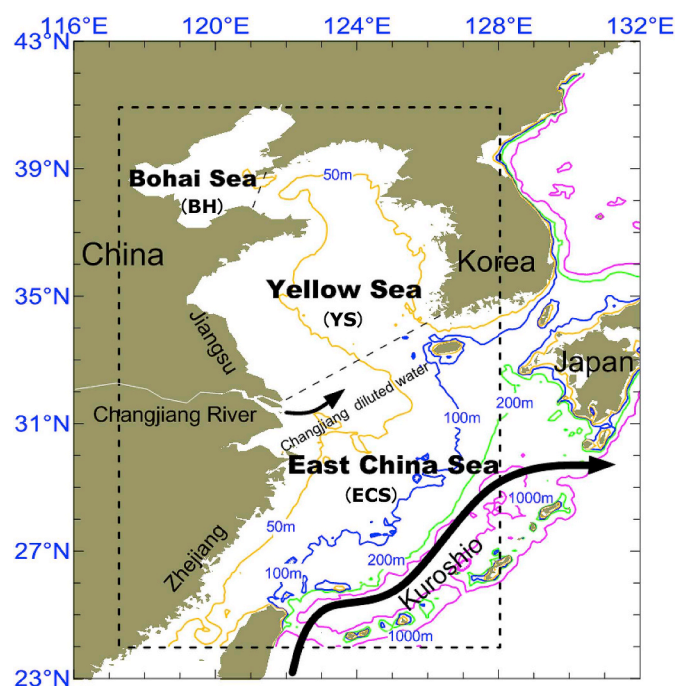 116°E 120°E 124°E 128°E 132°E
43°N
39°N
35°N
31°N
27°N
23°N
Bohai Sea
(BH)
50m
China
Korea
Yellow Sea
(YS)
Jiangsu
Japan
Changjiang River
Changjiang diluted water
100m
200m
East China Sea
(ECS)
1000m
50m
Zhejiang
100m
200m
Kuroshio
1000m